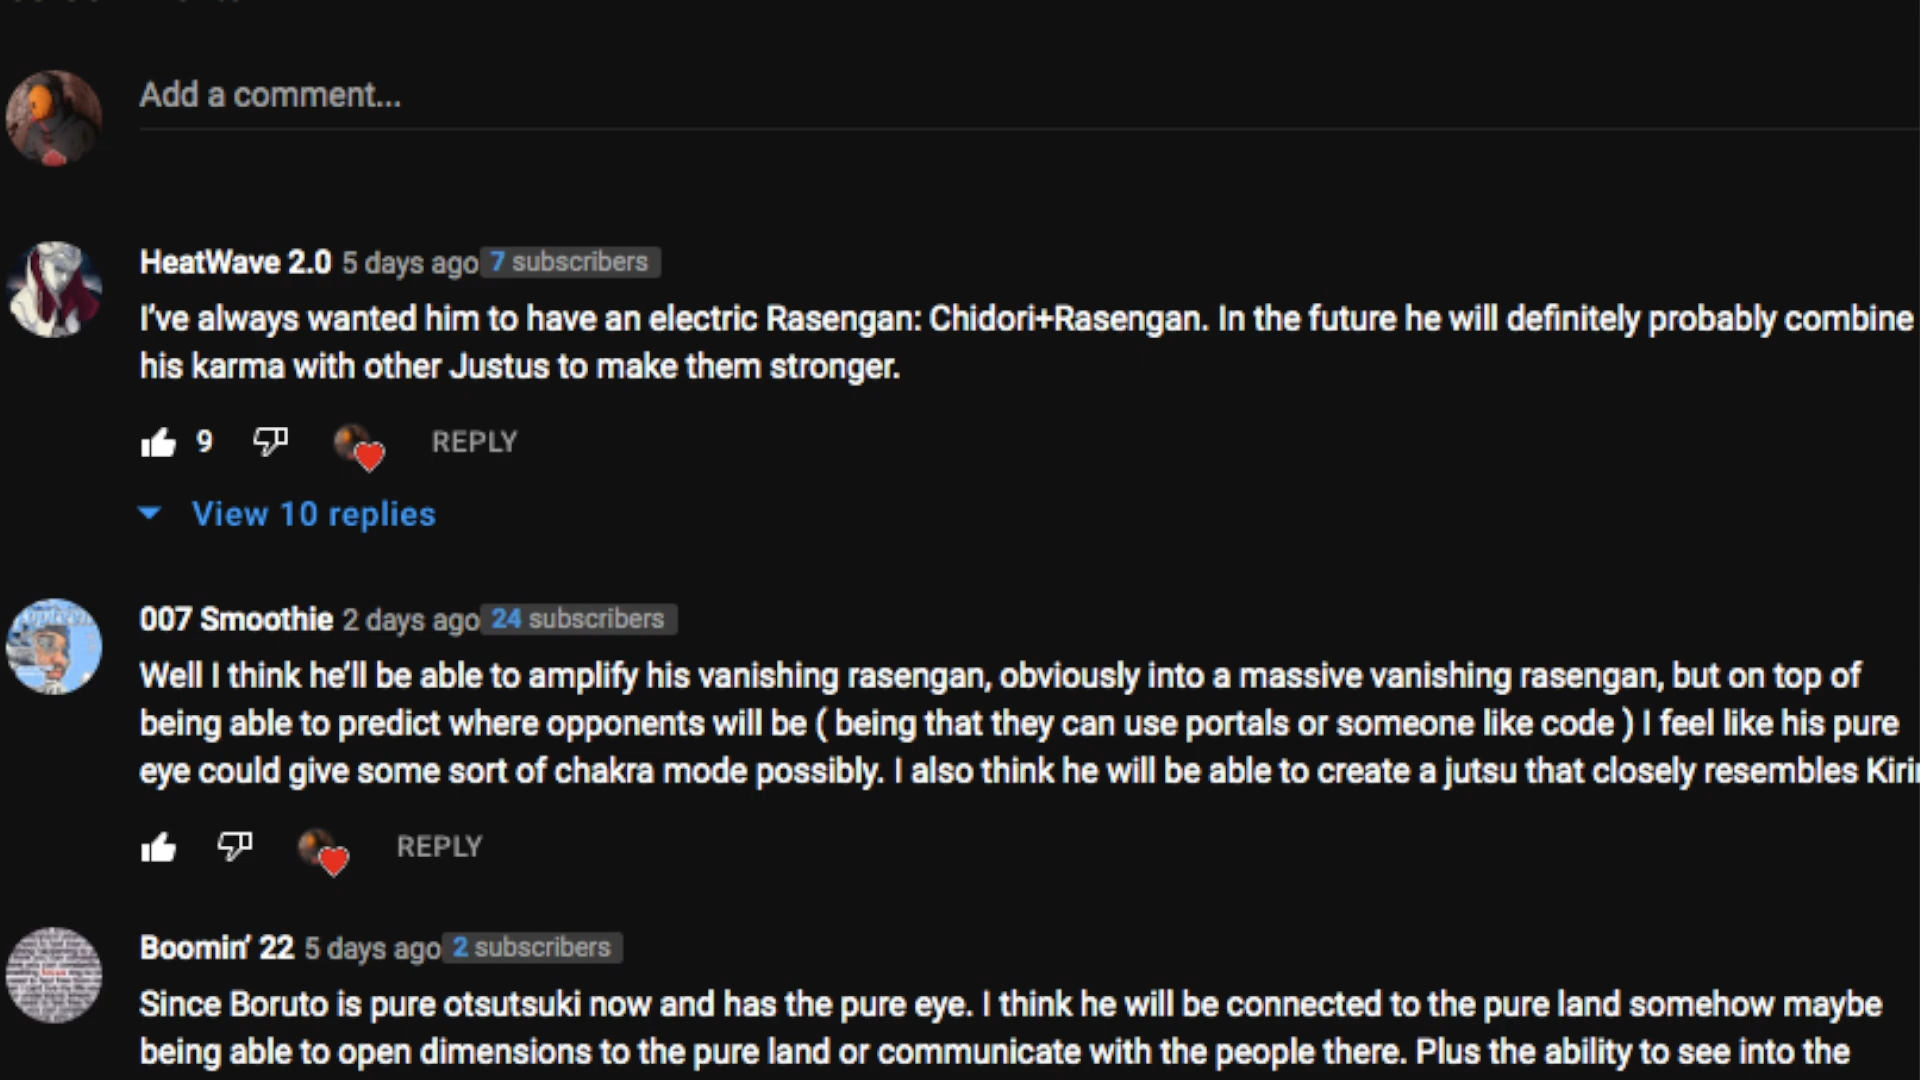 Add a comment...
HeatWave 2.0 5 days ago 7 subscribers
I've always wanted him to have an electric Rasengan: Chidori+Rasengan. In the future he will definitely probably combine
his karma with other Justus to make them stronger.
9 REPLY
View 10 replies
007 Smoothie 2 days ago 24 subscribers
Well I think he'll be able to amplify his vanishing rasengan, obviously into a massive vanishing rasengan, but on top of
being able to predict where opponents will be ( being that they can use portals or someone like code ) I feel like his pure
eye could give some sort of chakra mode possibly. I also think he will be able to create a jutsu that closely resembles
REPLY
Boomin' 22 5 days ago 2 subscribers
Since Boruto is pure otsutsuki now and has the pure eye. I think he will be connected to the pure land somehow maybe
being able to open dimensions to the pure land or communicate with the people there. Plus the ability to see into the